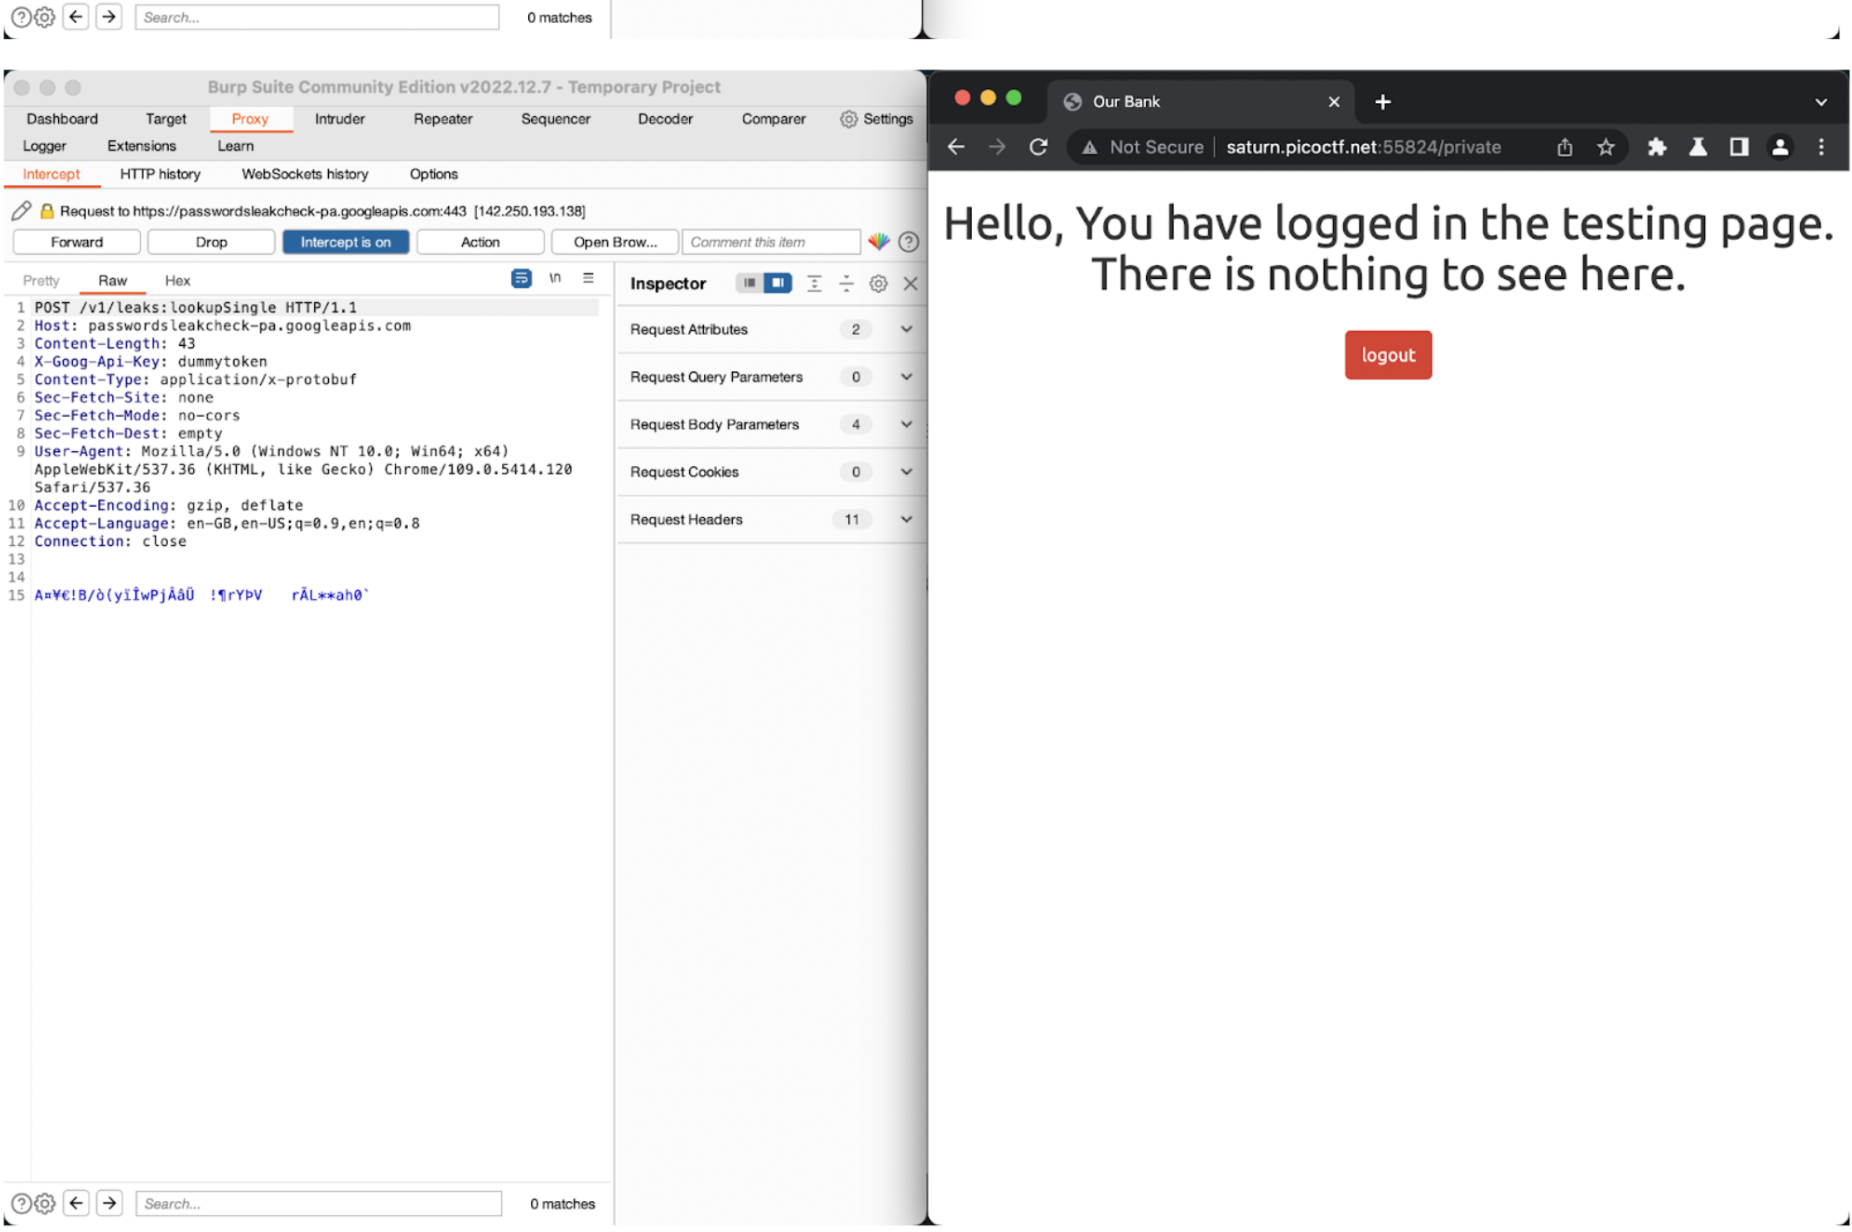 Search...
0 matches
Burp Suite Community Edition v2022.12.7 - Temporary Project
Dashboard Target Proxy Intruder Repeater Sequencer Decoder Comparer Settings
Logger Extensions Learn
Intercept HTTP history WebSockets history Options
Request to https://passwordsleakcheck-pa.googleapis.com:443 [142.250.193.138]
Forward Drop Intercept is on Action Open Brow... Comment this item
Pretty Raw Hex \n
1 POST /v1/leaks:lookupSingle HTTP/1.1
2 Host: passwordsleakcheck-pa.googleapis.com
3 Content-Length: 43
4 X-Goog-Api-Key: dummytoken
5 Content-Type: application/x-protobuf
6 Sec-Fetch-Site: none
7 Sec-Fetch-Mode: no-cors
8 Sec-Fetch-Dest: empty
9 User-Agent: Mozilla/5.0 (Windows NT 10.0; Win64; x64)
AppleWebKit/537.36 (KHTML, like Gecko) Chrome/109.0.5414.120
Safari/537.36
10 Accept-Encoding: gzip, deflate
11 Accept-Language: en-GB,en-US;q=0.9,en;q=0.8
12 Connection: close
13
14
15 A¤¥€!B/ò(yïÎwPjÂâÜ !¶rYÞV rÃL**ah0`
Inspector
Request Attributes 2
Request Query Parameters 0
Request Body Parameters 4
Request Cookies 0
Request Headers 11
Search...
0 matches
Our Bank
Not Secure saturn.picoctf.net:55824/private
Hello, You have logged in the testing page.
There is nothing to see here.
logout